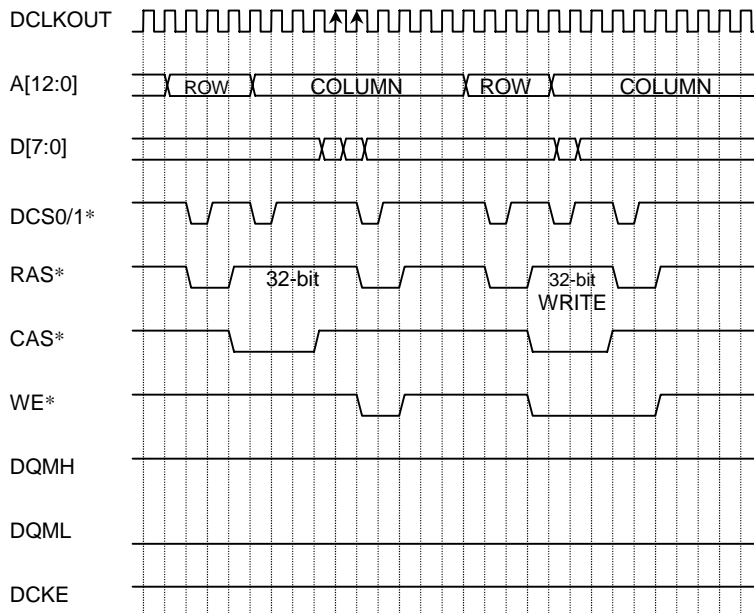 DCLKOUT
A[12:0]
ROW COLUMN ROW COLUMN
D[7:0]
DCS0/1*
RAS*
32-bit 32-bit
WRITE
CAS*
WE*
DQMH
DQML
DCKE